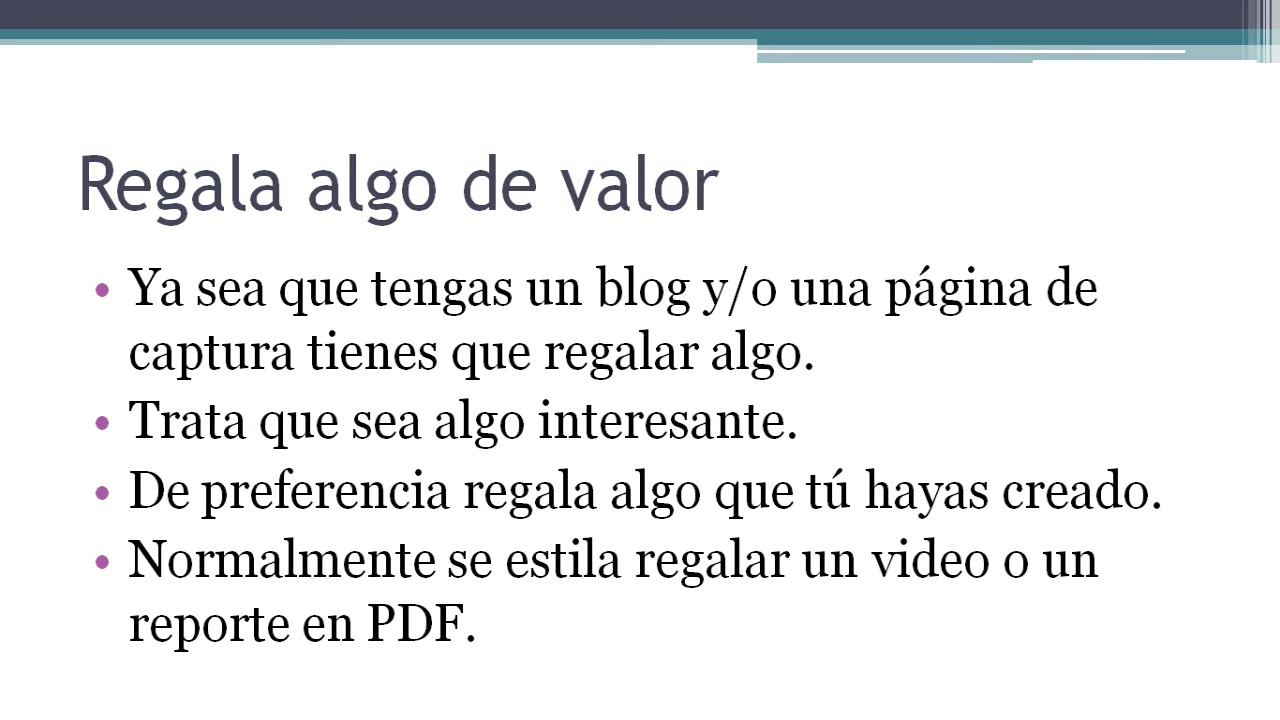 Regala algo de valor
• Ya sea que tengas un blog y/o una página de
captura tienes que regalar algo.
• Trata que sea algo interesante.
• De preferencia regala algo que tú hayas creado.
• Normalmente se estila regalar un video o un
reporte en PDF.